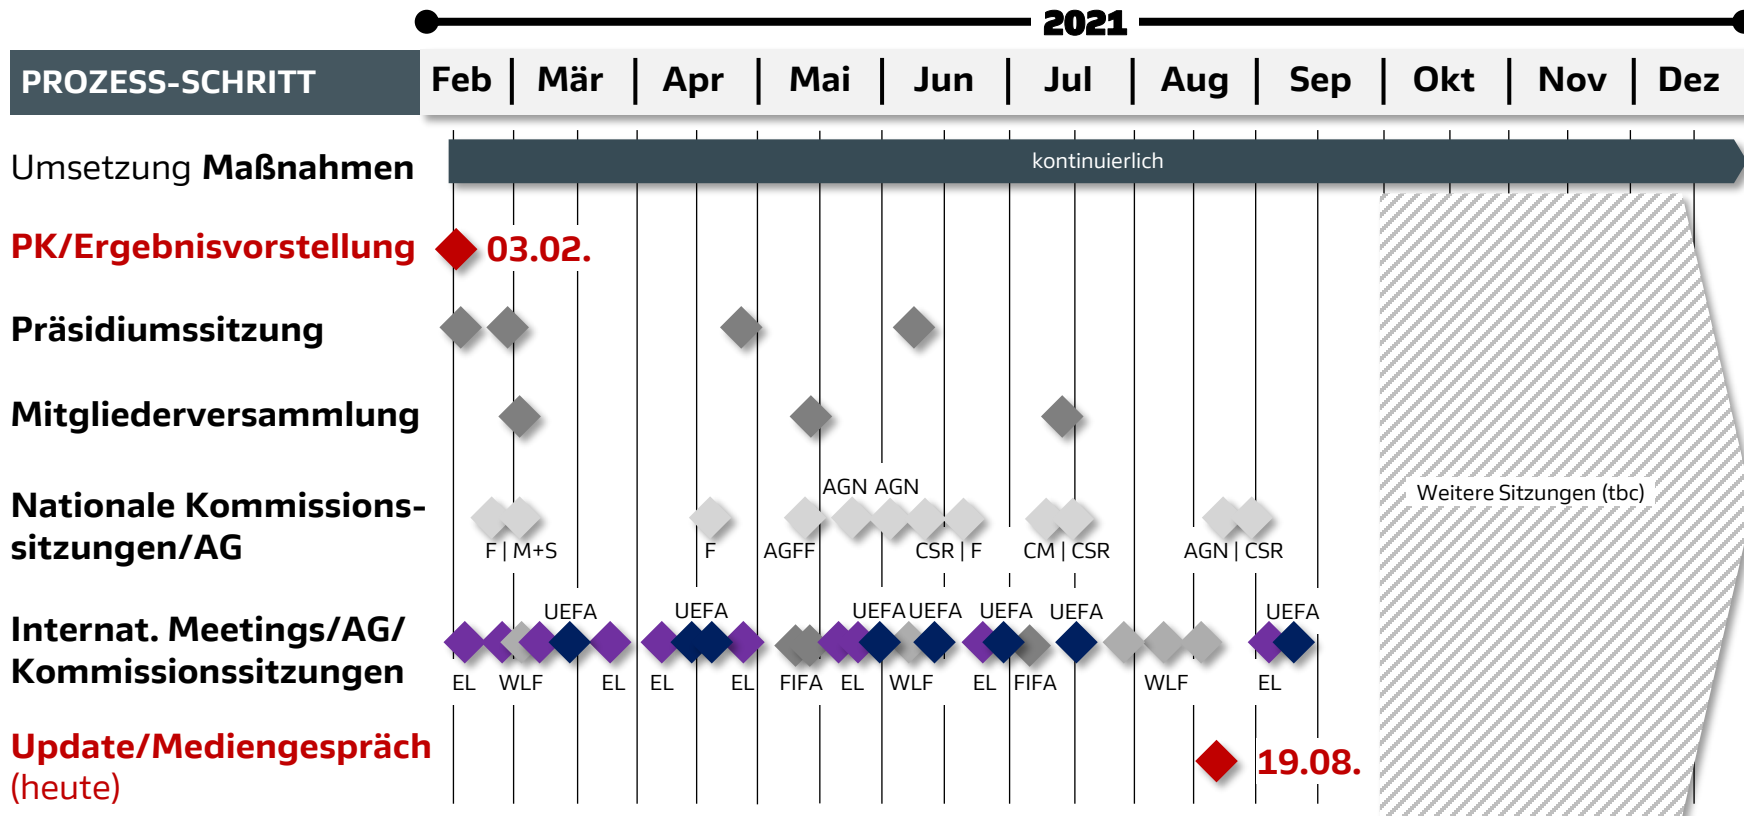 2021
PROZESS-SCHRITT Feb | Mär | Apr | Mai | Jun | Jul | Aug | Sep | Okt | Nov | Dez
Umsetzung Maßnahmen kontinuierlich
PK/Ergebnisvorstellung 03.02.
Präsidiumssitzung
Mitgliederversammlung
AGN AGN
Nationale Kommissions-
sitzungen/AG
F | M+S F AGFF CSR | F CM | CSR AGN | CSR
Weitere Sitzungen (tbc)
UEFA UEFA UEFA UEFA UEFA UEFA UEFA
Internat. Meetings/AG/
Kommissionssitzungen
EL WLF EL EL EL FIFA EL WLF EL FIFA WLF EL
Update/Mediengespräch
(heute)
19.08.